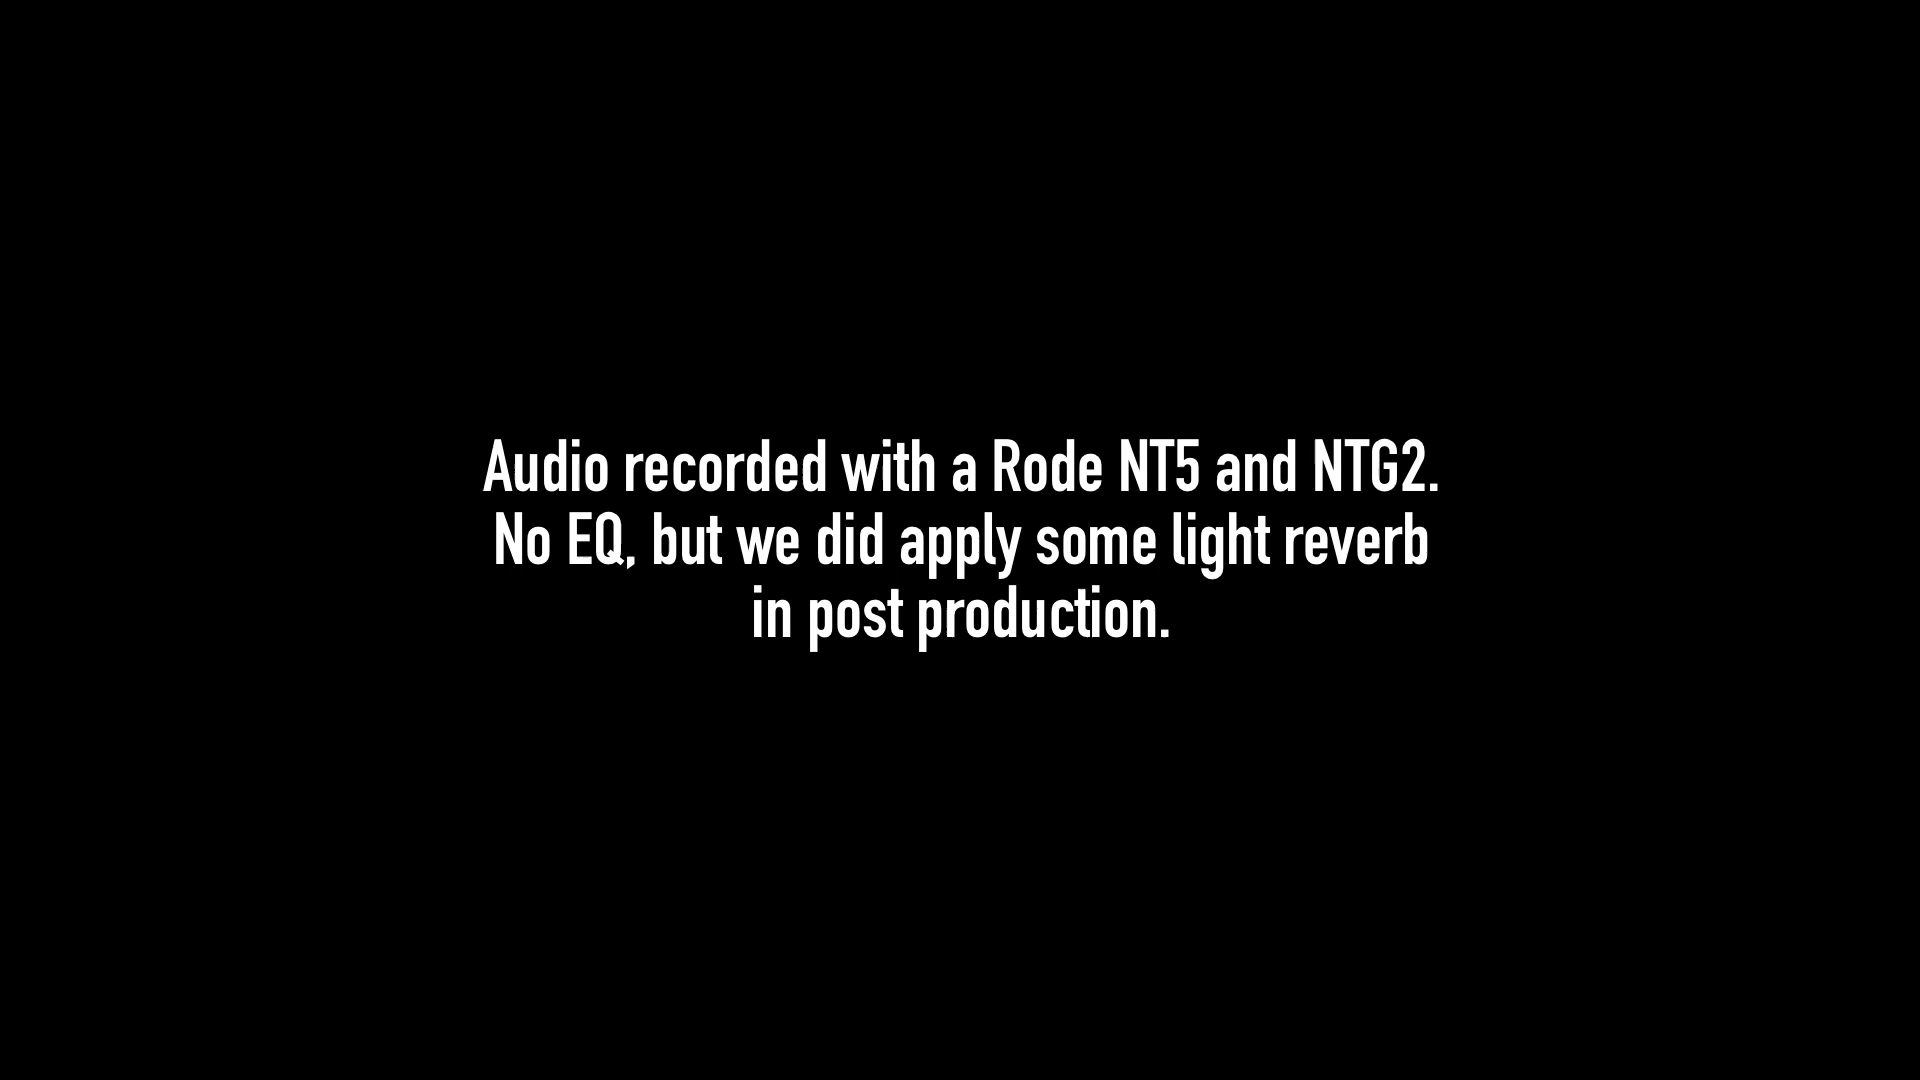 Audio recorded with a Rode NT5 and NTG2.
No EQ, but we did apply some light reverb
in post production.